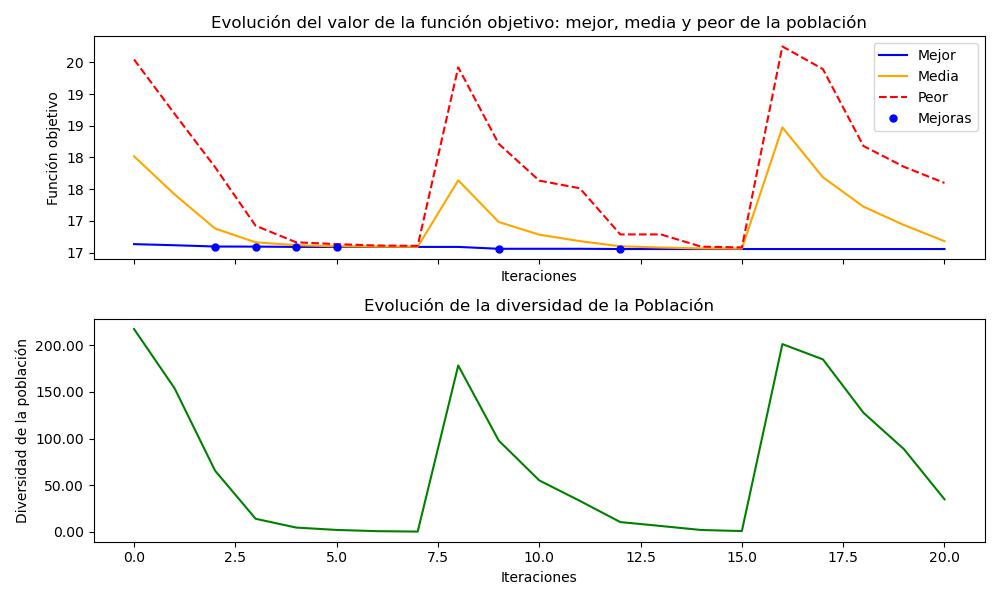 Evolución del valor de la función objetivo: mejor, media y peor de la población
Función objetivo
20
19
19
18
18
17
17
Mejor
Media
Peor
Mejoras
Iteraciones
Evolución de la diversidad de la Población
Diversidad de la población
200.00
150.00
100.00
50.00
0.00
0.0 2.5 5.0 7.5 10.0 12.5 15.0 17.5 20.0
Iteraciones